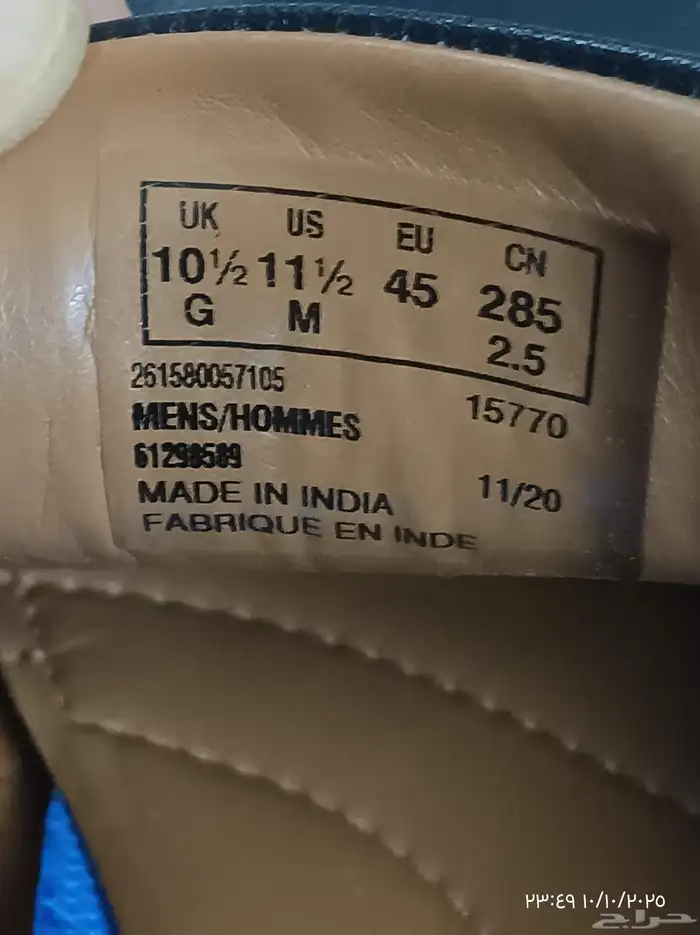 UK US EU CN
10½ 11½ 45 285
G M 2.5
261580057105
MENS/HOMMES 15770
61298589
MADE IN INDIA 11/20
FABRIQUE EN INDE
٢٣:٤٩ ١٠/١٠/٢٠٢٥
حراج